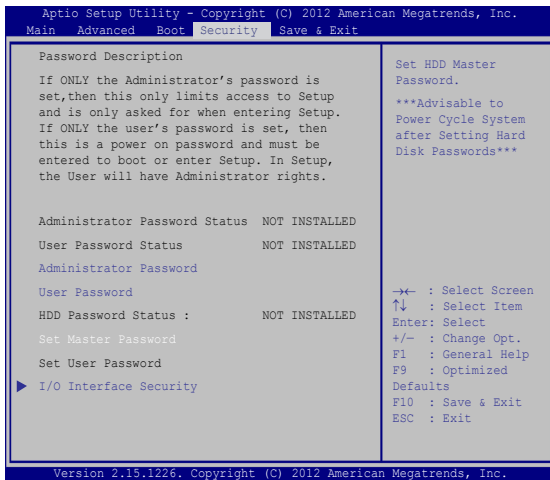 Aptio Setup Utility - Copyright (C) 2012 American Megatrends, Inc.
Main Advanced Boot Security Save & Exit
Password Description
If ONLY the Administrator's password is
set,then this only limits access to Setup
and is only asked for when entering Setup.
If ONLY the user's password is set, then
this is a power on password and must be
entered to boot or enter Setup. In Setup,
the User will have Administrator rights.
Administrator Password Status NOT INSTALLED
User Password Status NOT INSTALLED
Administrator Password
User Password
HDD Password Status : NOT INSTALLED
Set Master Password
Set User Password
I/O Interface Security
Set HDD Master
Password.
***Advisable to
Power Cycle System
after Setting Hard
Disk Passwords***
→← : Select Screen
↑↓ : Select Item
Enter: Select
+/— : Change Opt.
F1 : General Help
F9 : Optimized
Defaults
F10 : Save & Exit
ESC : Exit
Version 2.15.1226. Copyright (C) 2012 American Megatrends, Inc.